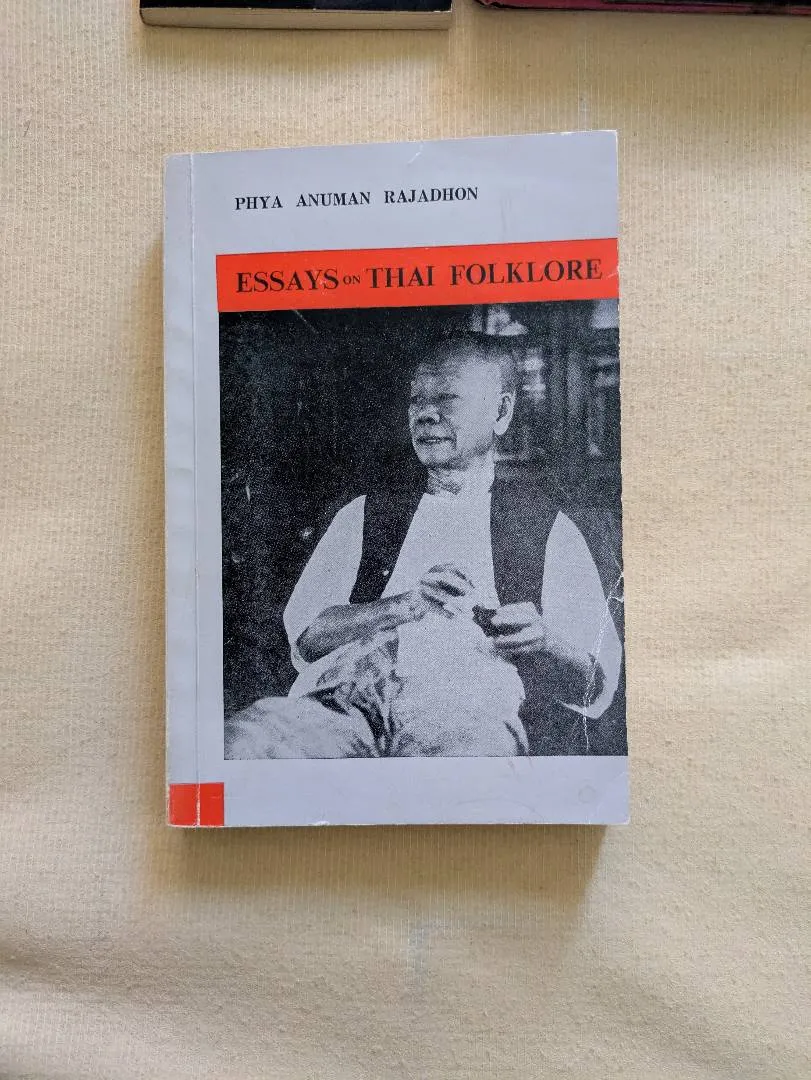 PHYA ANUMAN RAJADHON
ESSAYS ON THAI FOLKLORE